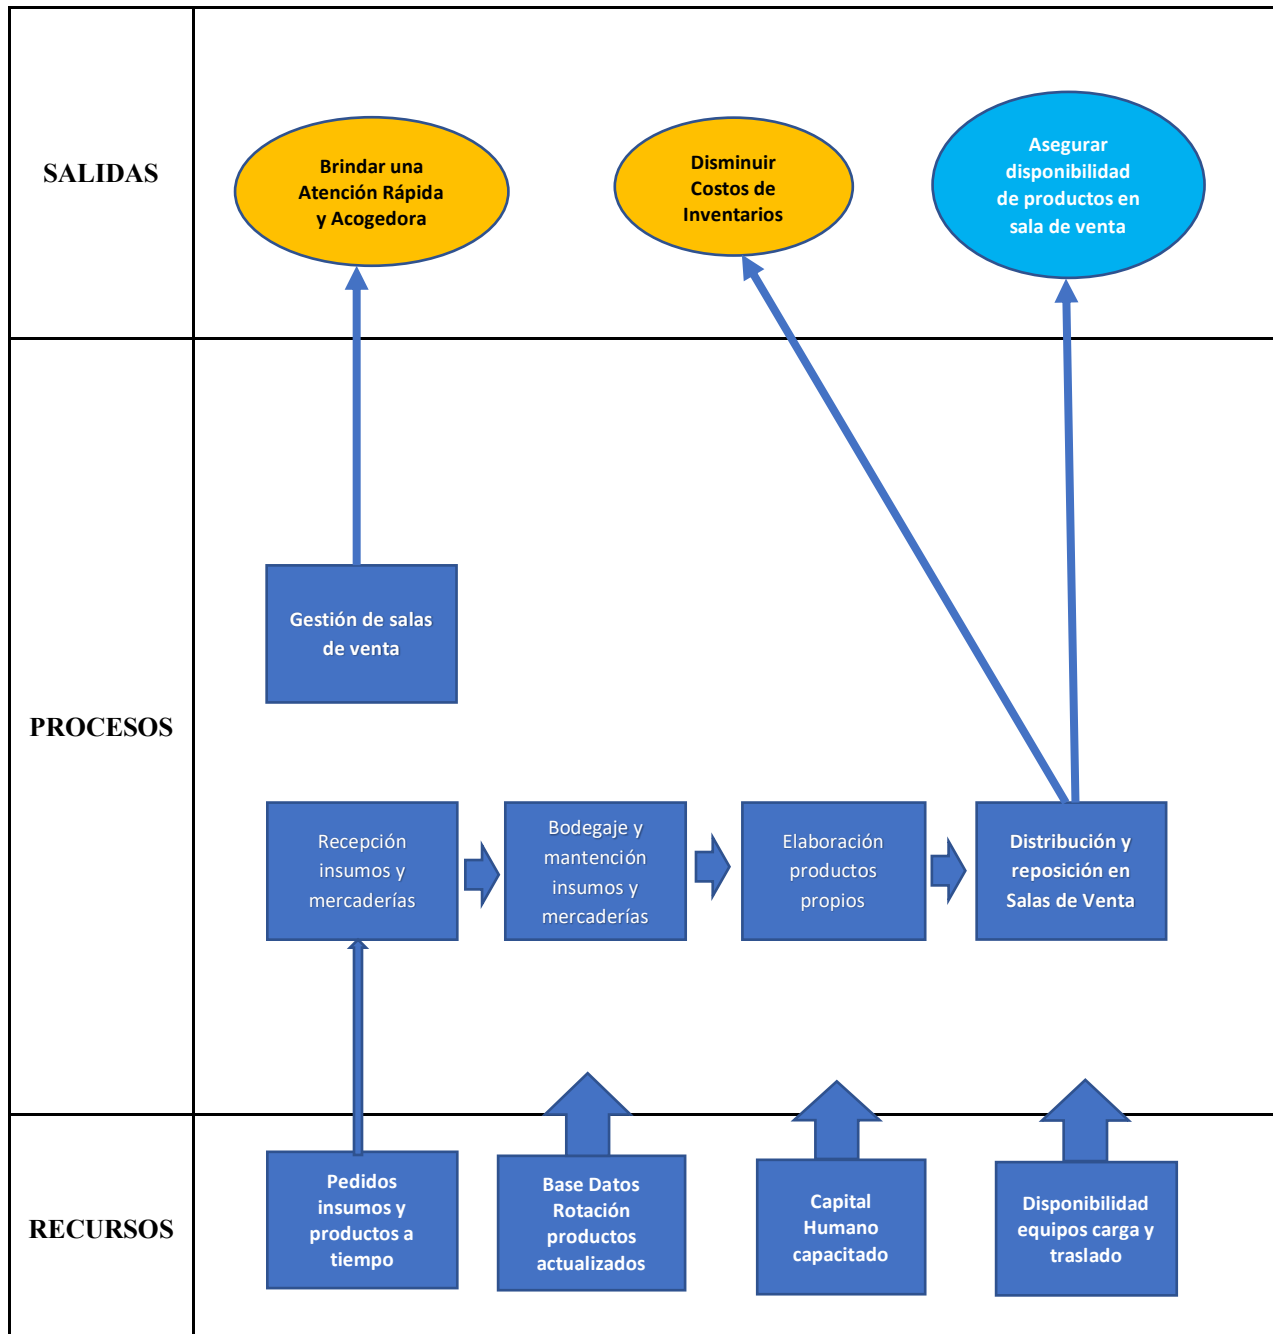 SALIDAS
Brindar una
Atención Rápida
y Acogedora
Disminuir
Costos de
Inventarios
Asegurar
disponibilidad
de productos en
sala de venta
PROCESOS
Gestión de salas
de venta
Recepción
insumos y
mercaderías
Bodegaje y
mantención
insumos y
mercaderías
Elaboración
productos
propios
Distribución y
reposición en
Salas de Venta
RECURSOS
Pedidos
insumos y
productos a
tiempo
Base Datos
Rotación
productos
actualizados
Capital
Humano
capacitado
Disponibilidad
equipos carga y
traslado